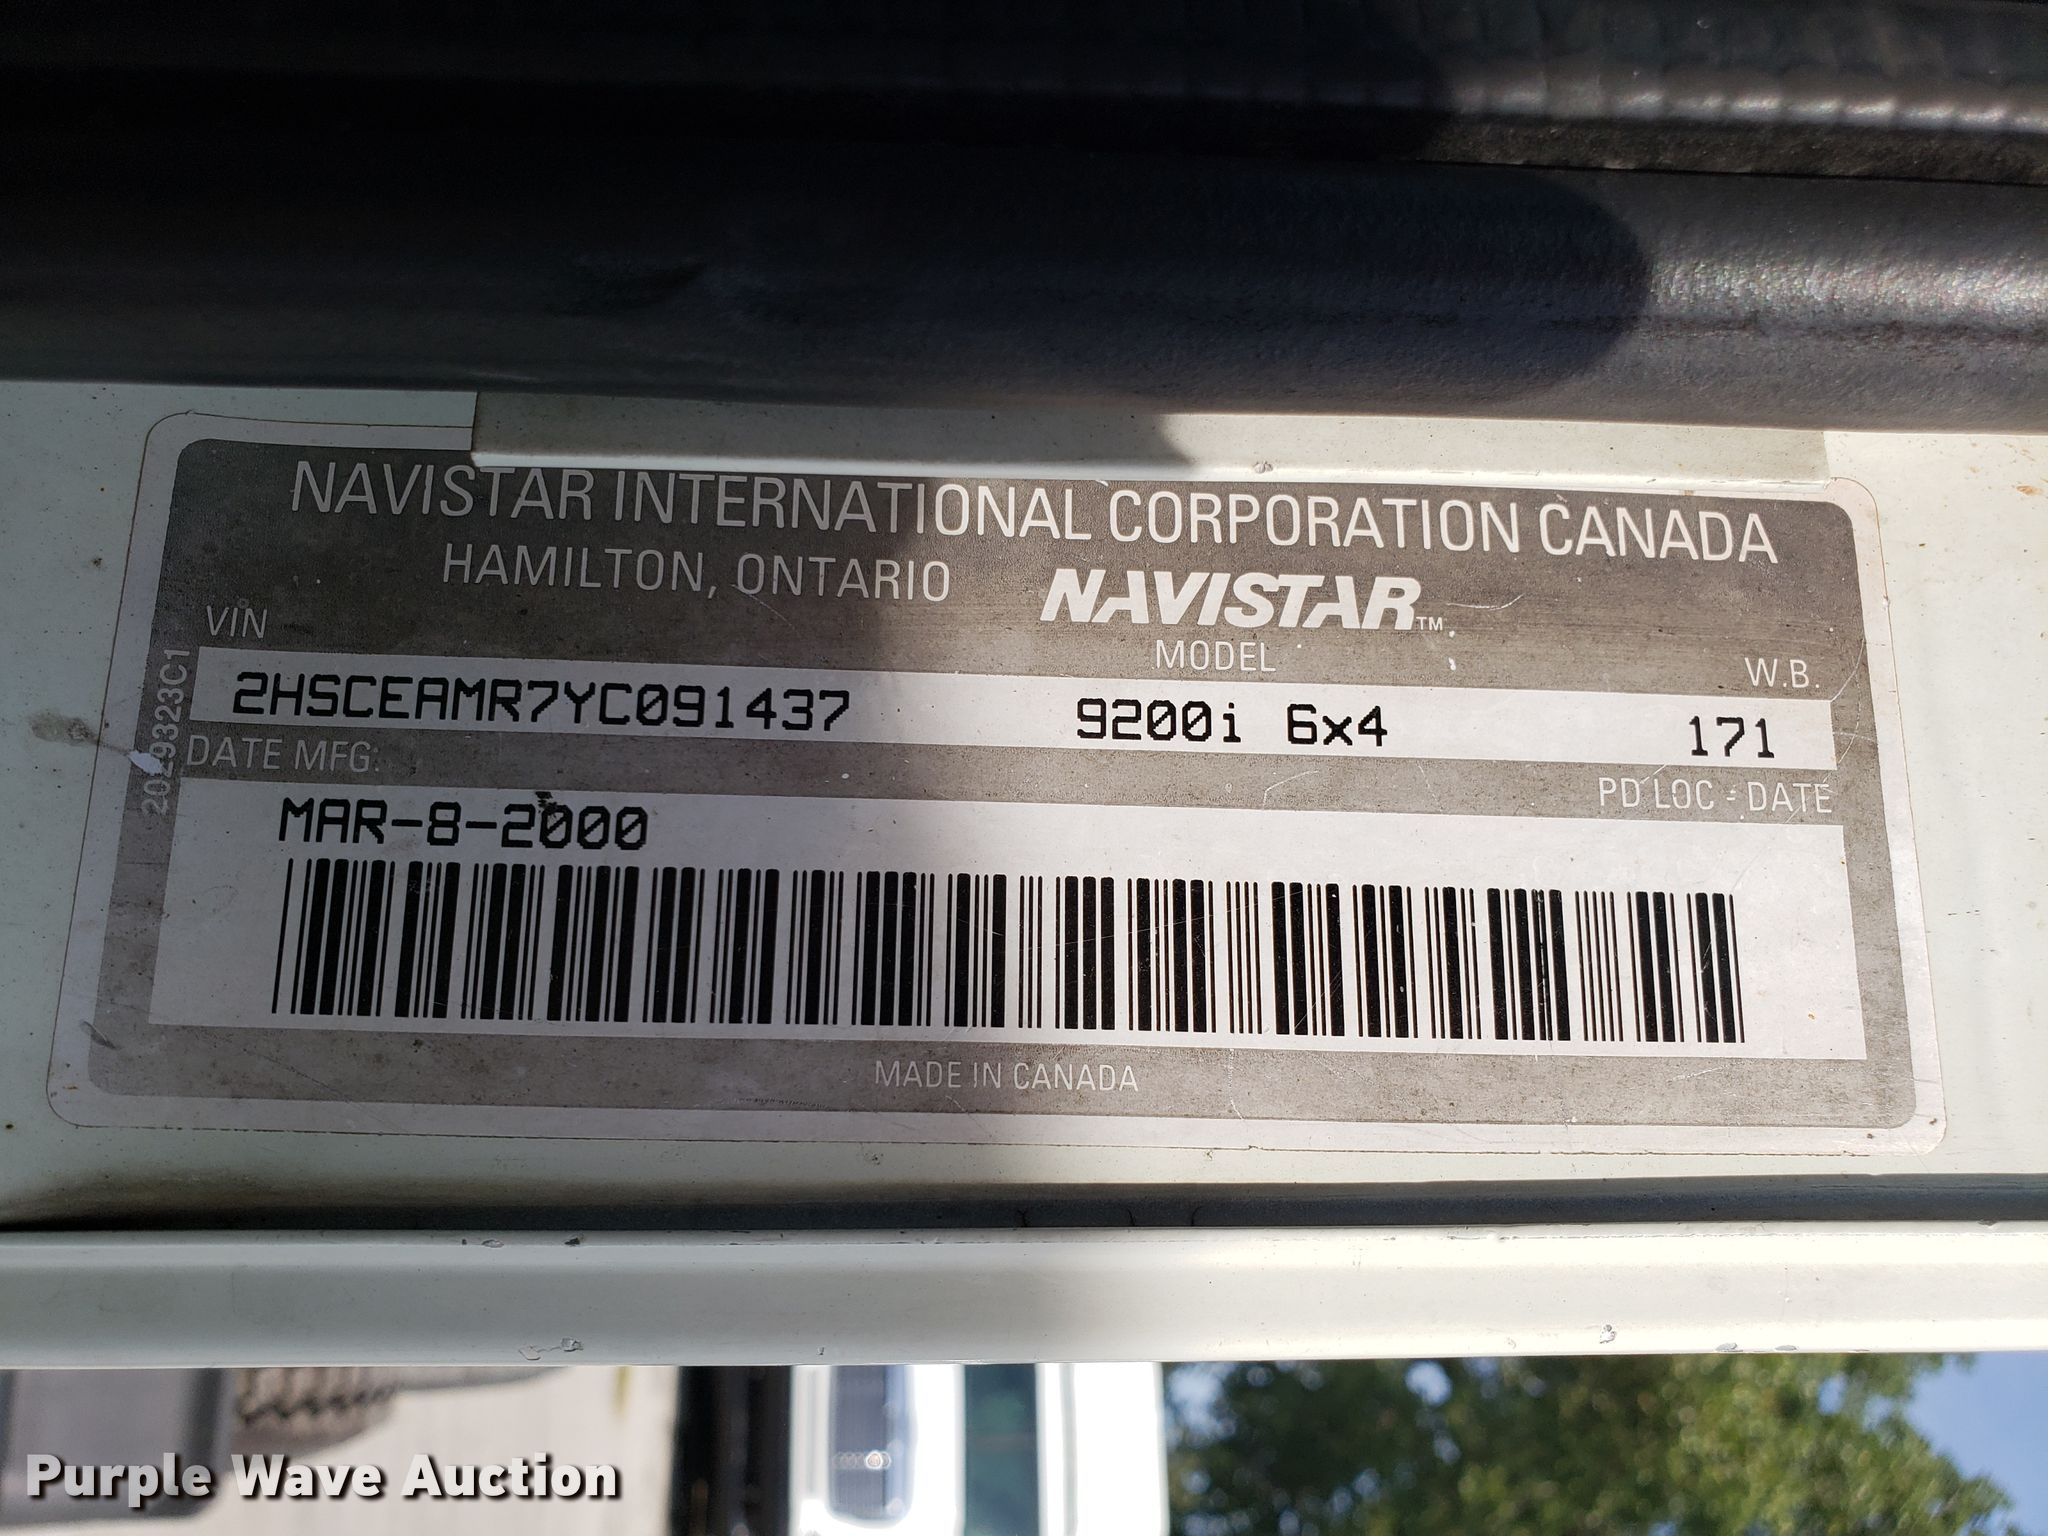 NAVISTAR INTERNATIONAL CORPORATION CANADA
HAMILTON, ONTARIO NAVISTAR™
VIN MODEL W.B.
2HSCEAMR7YC091437 9200i 6x4 171
DATE MFG: PD LOC - DATE
MAR-8-2000
MADE IN CANADA
2029323C1
Purple Wave Auction